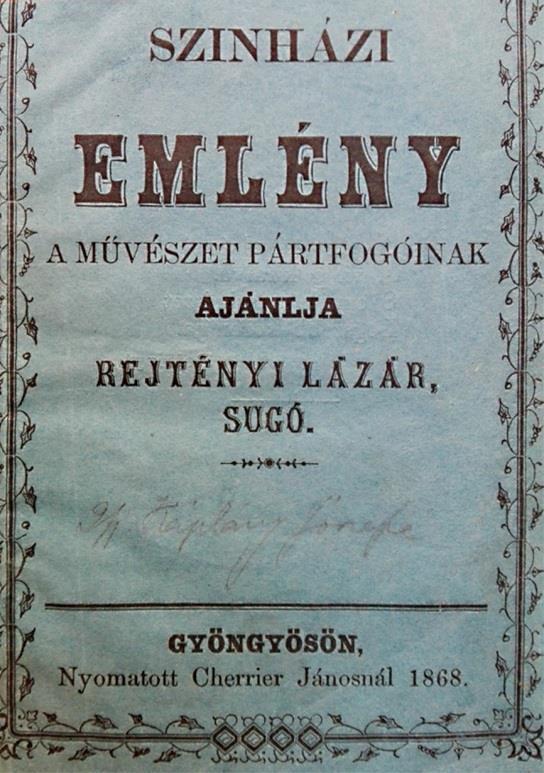 SZINHÁZI
EMLÉNY
A MŰVÉSZET PÁRTFOGÓINAK
AJÁNLJA
REJTÉNYI LÁZÁR,
SUGÓ.
GYÖNGYÖSÖN,
Nyomatott Cherrier Jánosnál 1868.